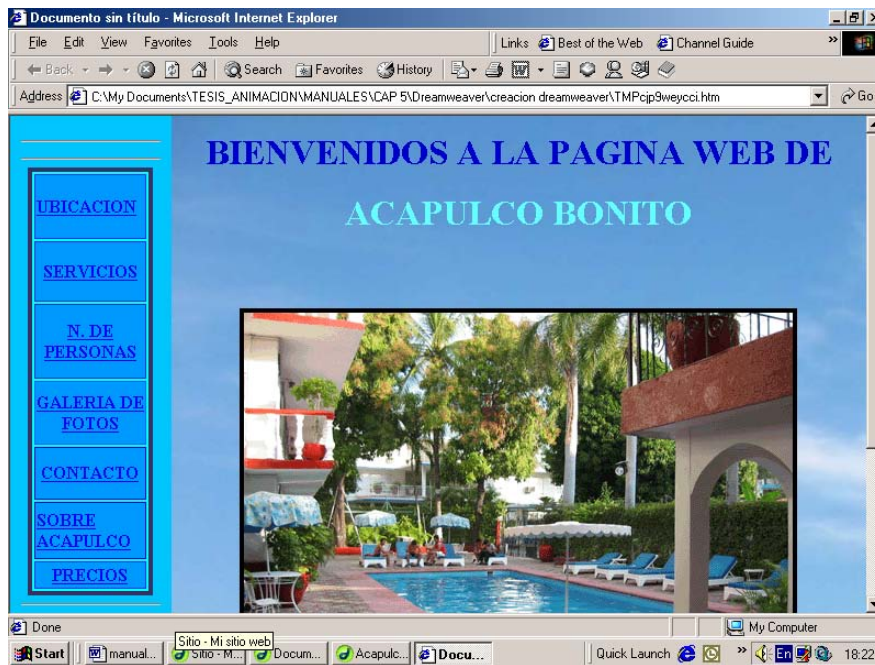 Documento sin título - Microsoft Internet Explorer
File Edit View Favorites Tools Help Links Best of the Web Channel Guide »
Back Search Favorites History
Address C:\My Documents\TESIS_ANIMACION\MANUALES\CAP 5\Dreamweaver\creacion dreamweaver\TMPcjp9weycci.htm Go
BIENVENIDOS A LA PAGINA WEB DE
ACAPULCO BONITO
UBICACION
SERVICIOS
N. DE
PERSONAS
GALERIA DE
FOTOS
CONTACTO
SOBRE
ACAPULCO
PRECIOS
Done My Computer
Sitio - Mi sitio web
Start manual... Sitio - M... Docum... Acapulc... Docu... Quick Launch » En 18:22